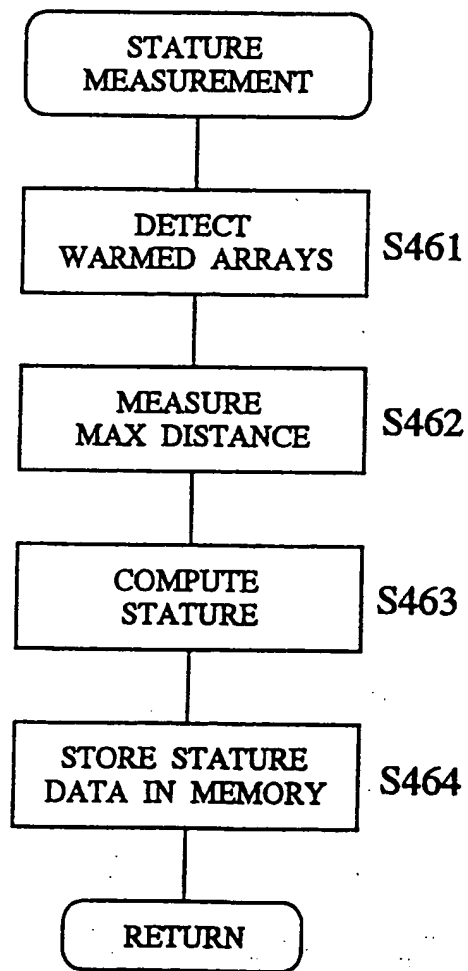 STATURE
MEASUREMENT
DETECT
WARMED ARRAYS
S461
MEASURE
MAX DISTANCE
S462
COMPUTE
STATURE
S463
STORE STATURE
DATA IN MEMORY
S464
RETURN